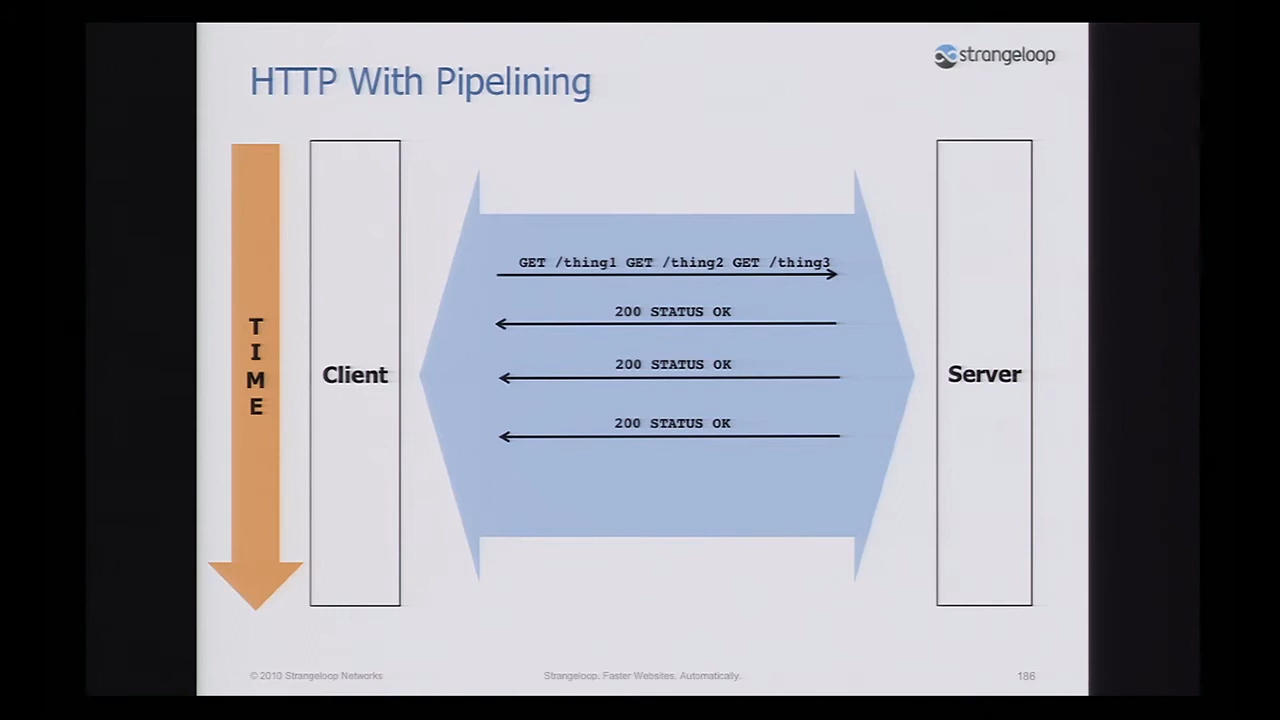 strangeloop
HTTP With Pipelining
TIME
Client
GET /thing1 GET /thing2 GET /thing3
200 STATUS OK
200 STATUS OK
200 STATUS OK
Server
© 2010 Strangeloop Networks
Strangeloop. Faster Websites. Automatically.
186